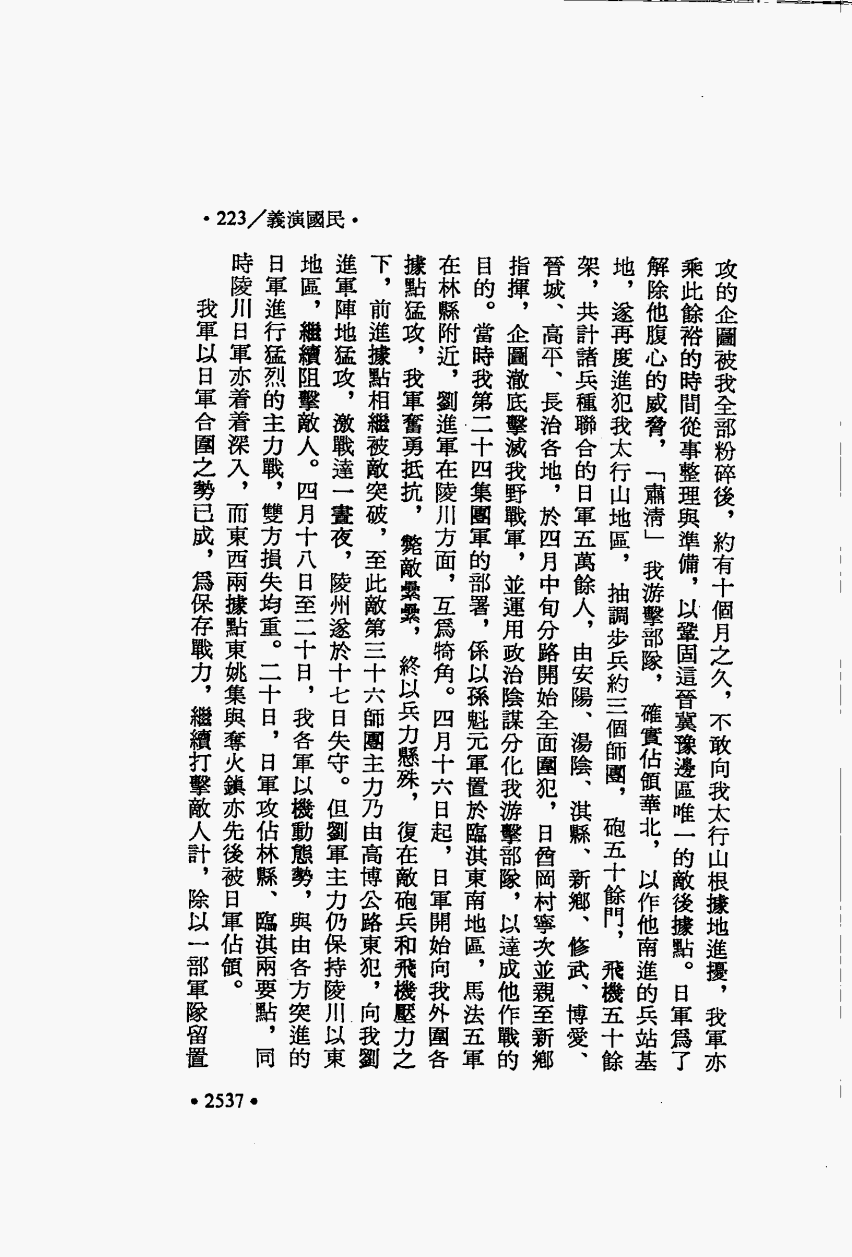 •223／義演國民•
攻的企圖被我全部粉碎後，約有十個月之久，不敢向我太行山根據地進擾，我軍亦
乘此餘裕的時間從事整理與準備，以鞏固這晉冀豫邊區唯一的敵後據點。日軍爲了
解除他腹心的威脅，「肅清」我游擊部隊，確實佔領華北，以作他南進的兵站基
地，遂再度進犯我太行山地區，抽調步兵約三個師團，砲五十餘門，飛機五十餘
架，共計諸兵種聯合的日軍五萬餘人，由安陽、湯陰、淇縣、新鄉、修武、博愛、
晉城、高平、長治各地，於四月中旬分路開始全面圍犯，日酋岡村寧次並親至新鄉
指揮，企圖澈底擊滅我野戰軍，並運用政治陰謀分化我游擊部隊，以達成他作戰的
目的。當時我第二十四集團軍的部署，係以孫魁元軍置於臨淇東南地區，馬法五軍
在林縣附近，劉進軍在陵川方面，互爲犄角。四月十六日起，日軍開始向我外圍各
據點猛攻，我軍奮勇抵抗，斃敵纍纍，終以兵力懸殊，復在敵砲兵和飛機壓力之
下，前進據點相繼被敵突破，至此敵第三十六師團主力乃由高博公路東犯，向我劉
進軍陣地猛攻，激戰達一晝夜，陵州遂於十七日失守。但劉軍主力仍保持陵川以東
地區，繼續阻擊敵人。四月十八日至二十日，我各軍以機動態勢，與由各方突進的
日軍進行猛烈的主力戰，雙方損失均重。二十日，日軍攻佔林縣、臨淇兩要點，同
時陵川日軍亦着着深入，而東西兩據點東姚集與奪火鎮亦先後被日軍佔領。
我軍以日軍合圍之勢已成，爲保存戰力，繼續打擊敵人計，除以一部軍隊留置
•2537•